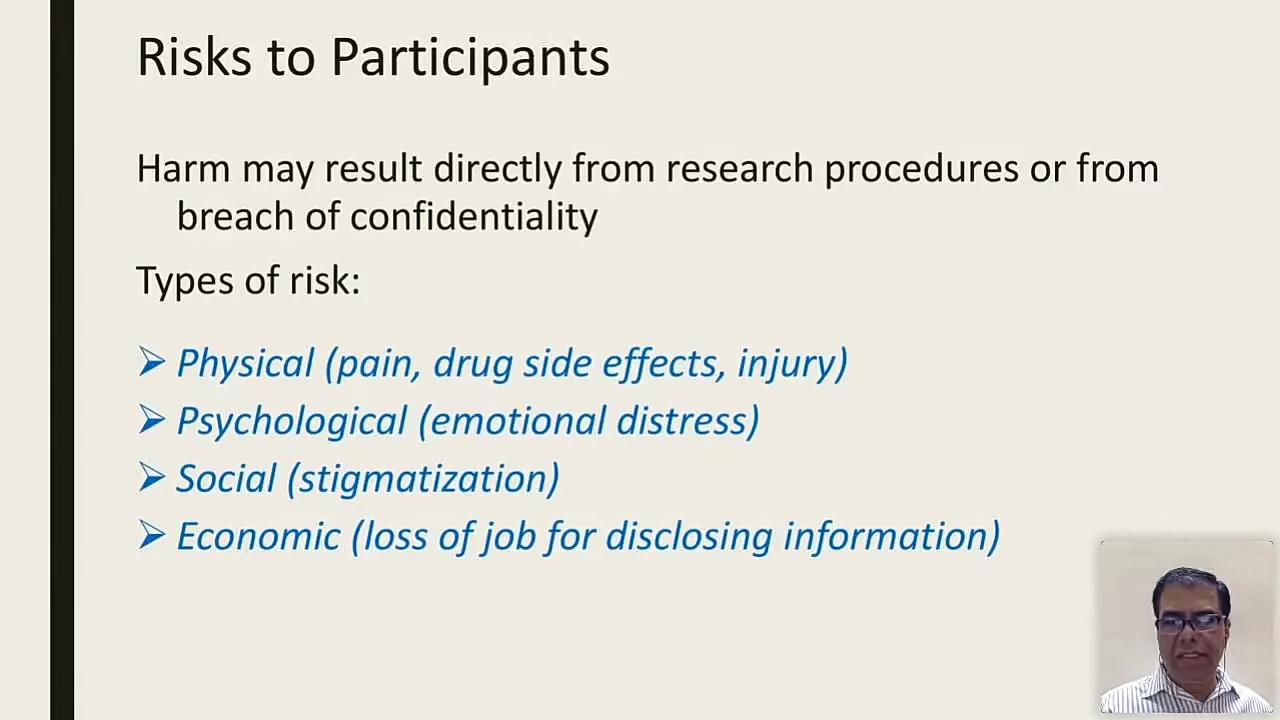 Risks to Participants
Harm may result directly from research procedures or from
breach of confidentiality
Types of risk:
➢ Physical (pain, drug side effects, injury)
➢ Psychological (emotional distress)
➢ Social (stigmatization)
➢ Economic (loss of job for disclosing information)